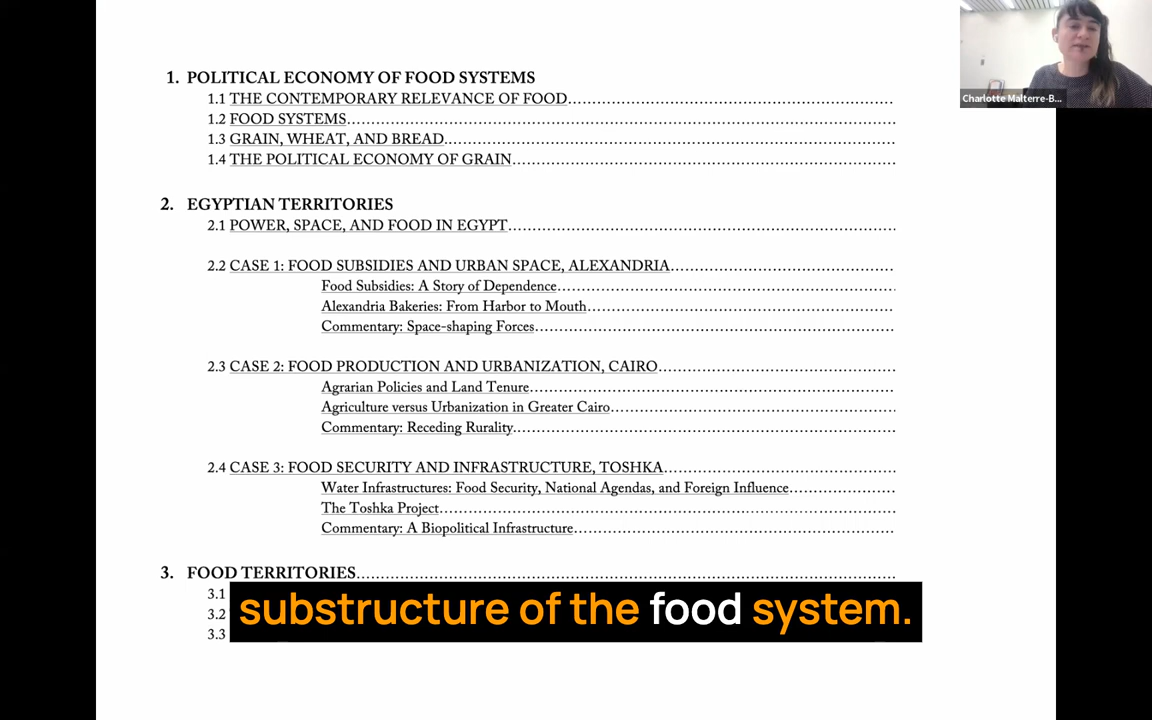 1. POLITICAL ECONOMY OF FOOD SYSTEMS
1.1 THE CONTEMPORARY RELEVANCE OF FOOD
1.2 FOOD SYSTEMS
1.3 GRAIN, WHEAT, AND BREAD
1.4 THE POLITICAL ECONOMY OF GRAIN
2. EGYPTIAN TERRITORIES
2.1 POWER, SPACE, AND FOOD IN EGYPT
2.2 CASE 1: FOOD SUBSIDIES AND URBAN SPACE, ALEXANDRIA
Food Subsidies: A Story of Dependence
Alexandria Bakeries: From Harbor to Mouth
Commentary: Space-shaping Forces
2.3 CASE 2: FOOD PRODUCTION AND URBANIZATION, CAIRO
Agrarian Policies and Land Tenure
Agriculture versus Urbanization in Greater Cairo
Commentary: Receding Rurality
2.4 CASE 3: FOOD SECURITY AND INFRASTRUCTURE, TOSHKA
Water Infrastructures: Food Security, National Agendas, and Foreign Influence
The Toshka Project
Commentary: A Biopolitical Infrastructure
3. FOOD TERRITORIES
3.1
3.2
3.3
substructure of the food system.
Charlotte Malterre-B...